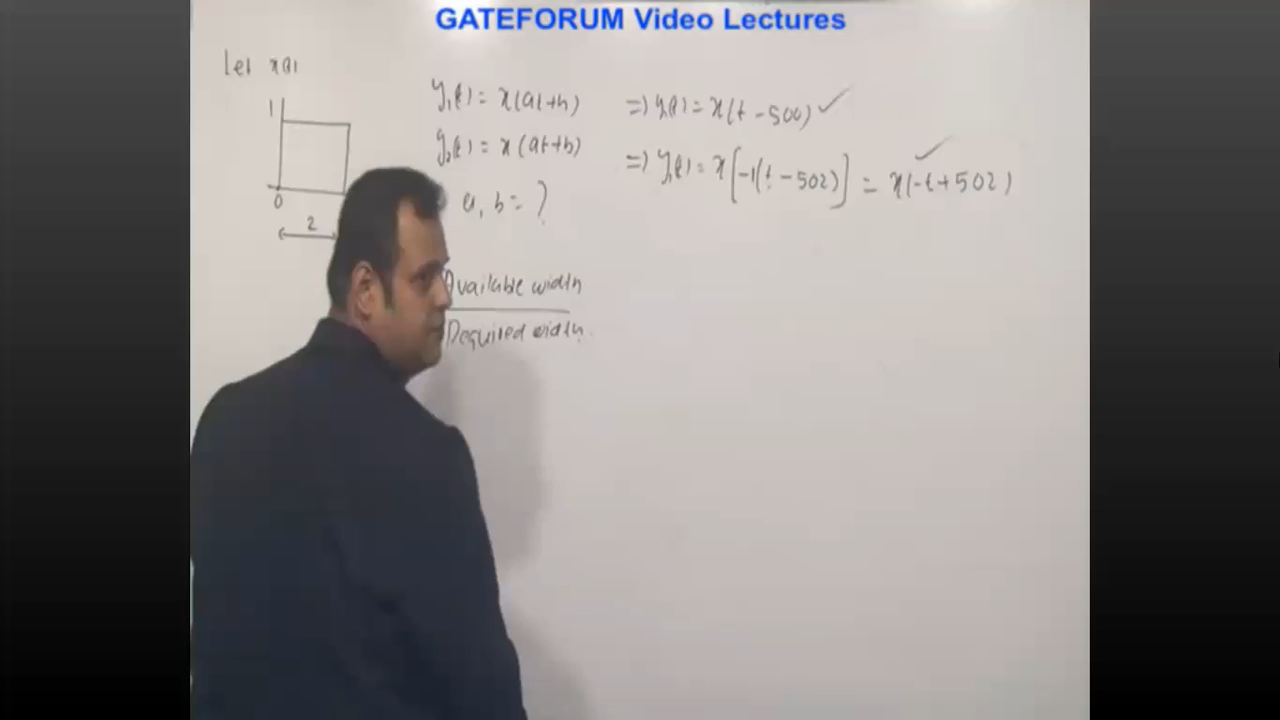 GATEFORUM Video Lectures
Let x(t)
1
0
2
y₁(t) = x(at+b) ⇒ y₁(t) = x(t - 500) ✓
y₂(t) = x(at+b) ⇒ y₁(t) = x[-1(t - 502)] = x(-t+502) ✓
a, b = ?
Available width
Required width